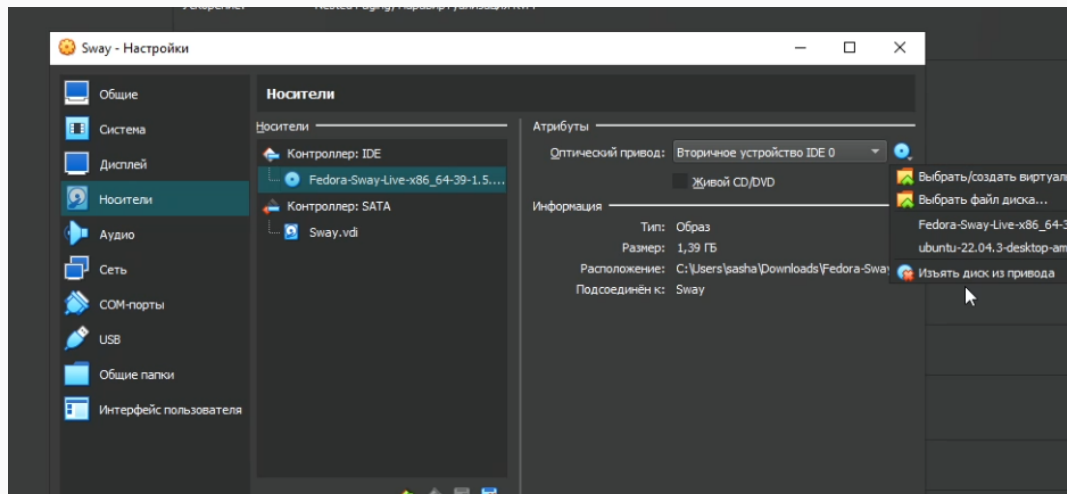 Sway - Настройки
Общие
Система
Дисплей
Носители
Аудио
Сеть
COM-порты
USB
Общие папки
Интерфейс пользователя
Носители
Носители
Контроллер: IDE
Fedora-Sway-Live-x86_64-39-1.5....
Контроллер: SATA
Sway.vdi
Атрибуты
Оптический привод: Вторичное устройство IDE 0
Живой CD/DVD
Информация
Тип: Образ
Размер: 1,39 ГБ
Расположение: C:\Users\sasha\Downloads\Fedora-Sway
Подсоединён к: Sway
Выбрать/создать виртуал
Выбрать файл диска...
Fedora-Sway-Live-x86_64-3
ubuntu-22.04.3-desktop-am
Изъять диск из привода